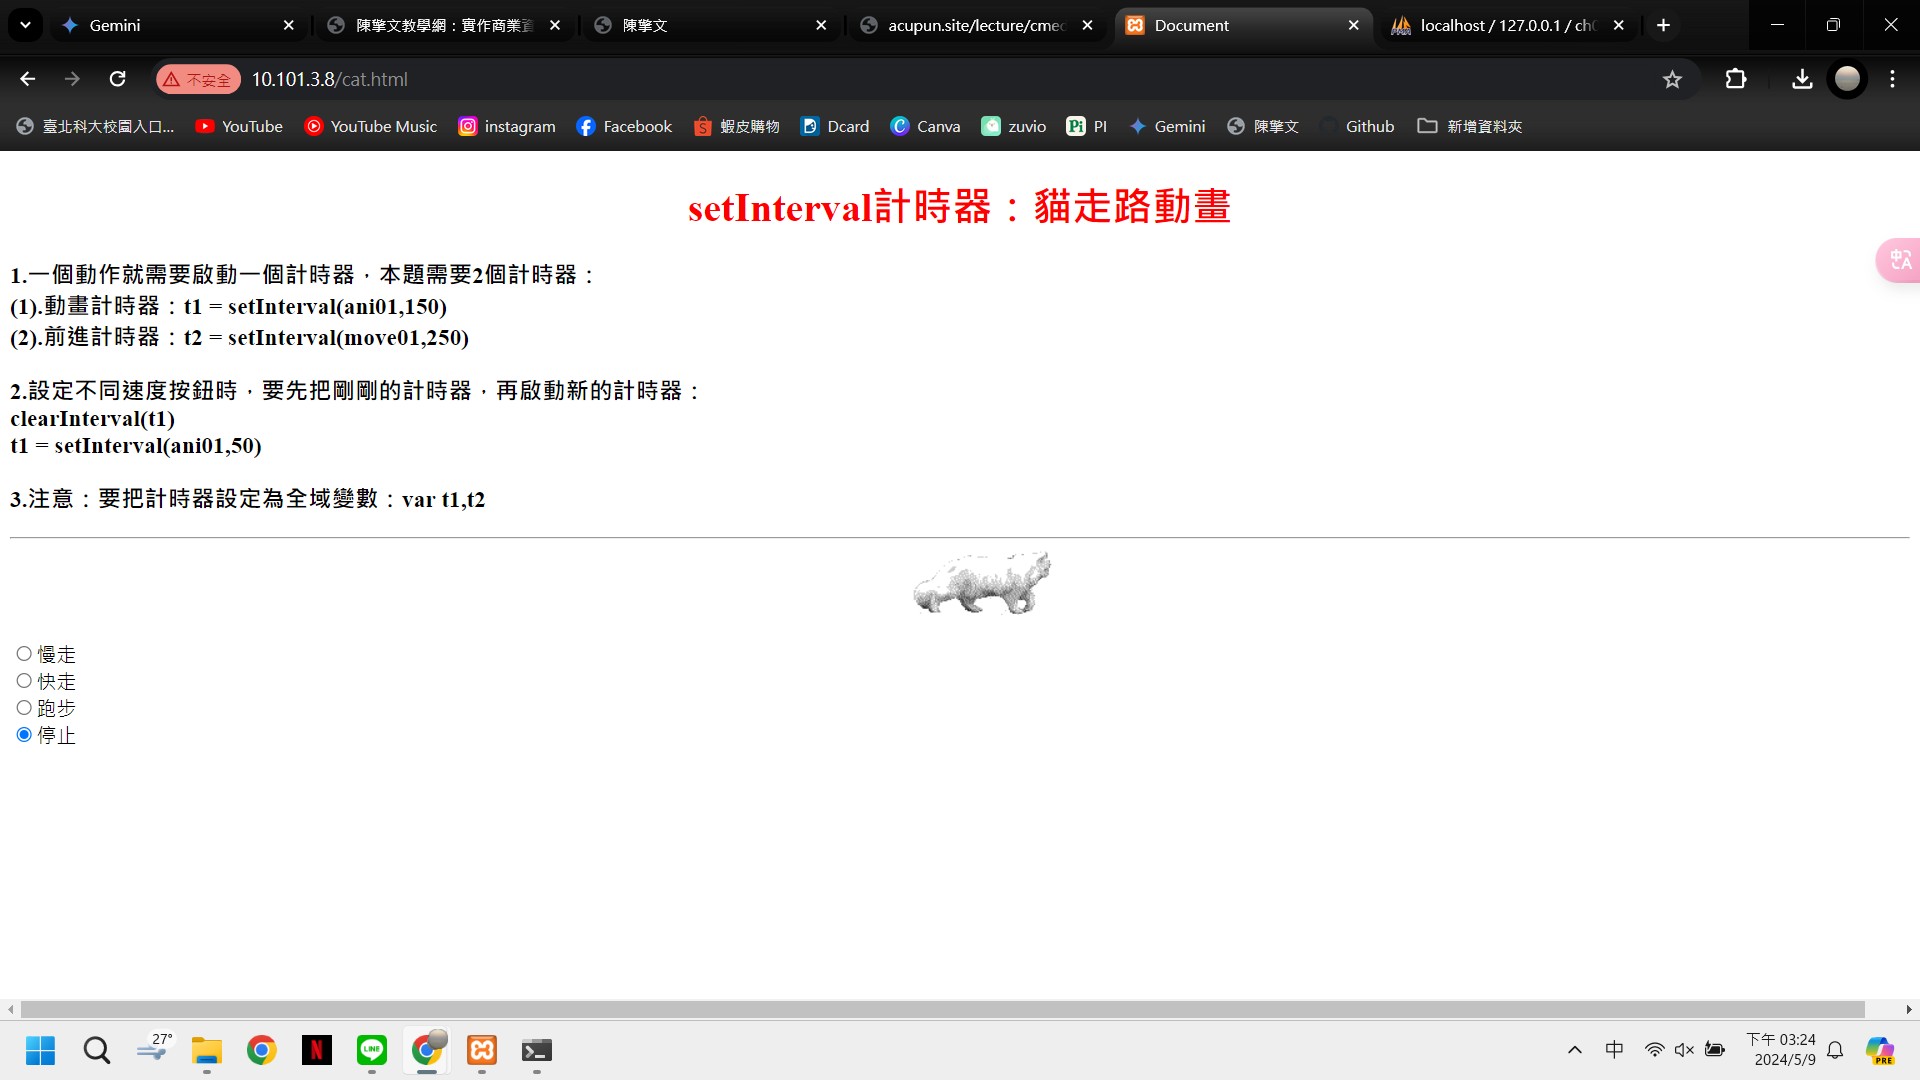 Gemini
陳擎文教學網：實作商業資
陳擎文
acupun.site/lecture/cmec
Document
localhost / 127.0.0.1 / ch
不安全
10.101.3.8/cat.html
臺北科大校園入口...
YouTube
YouTube Music
instagram
Facebook
蝦皮購物
Dcard
Canva
zuvio
PI
Gemini
陳擎文
Github
新增資料夾
setInterval計時器：貓走路動畫
1.一個動作就需要啟動一個計時器，本題需要2個計時器：
(1).動畫計時器：t1 = setInterval(ani01,150)
(2).前進計時器：t2 = setInterval(move01,250)
2.設定不同速度按鈕時，要先把剛剛的計時器，再啟動新的計時器：
clearInterval(t1)
t1 = setInterval(ani01,50)
3.注意：要把計時器設定為全域變數：var t1,t2
慢走
快走
跑步
停止
27°
中
下午 03:24
2024/5/9